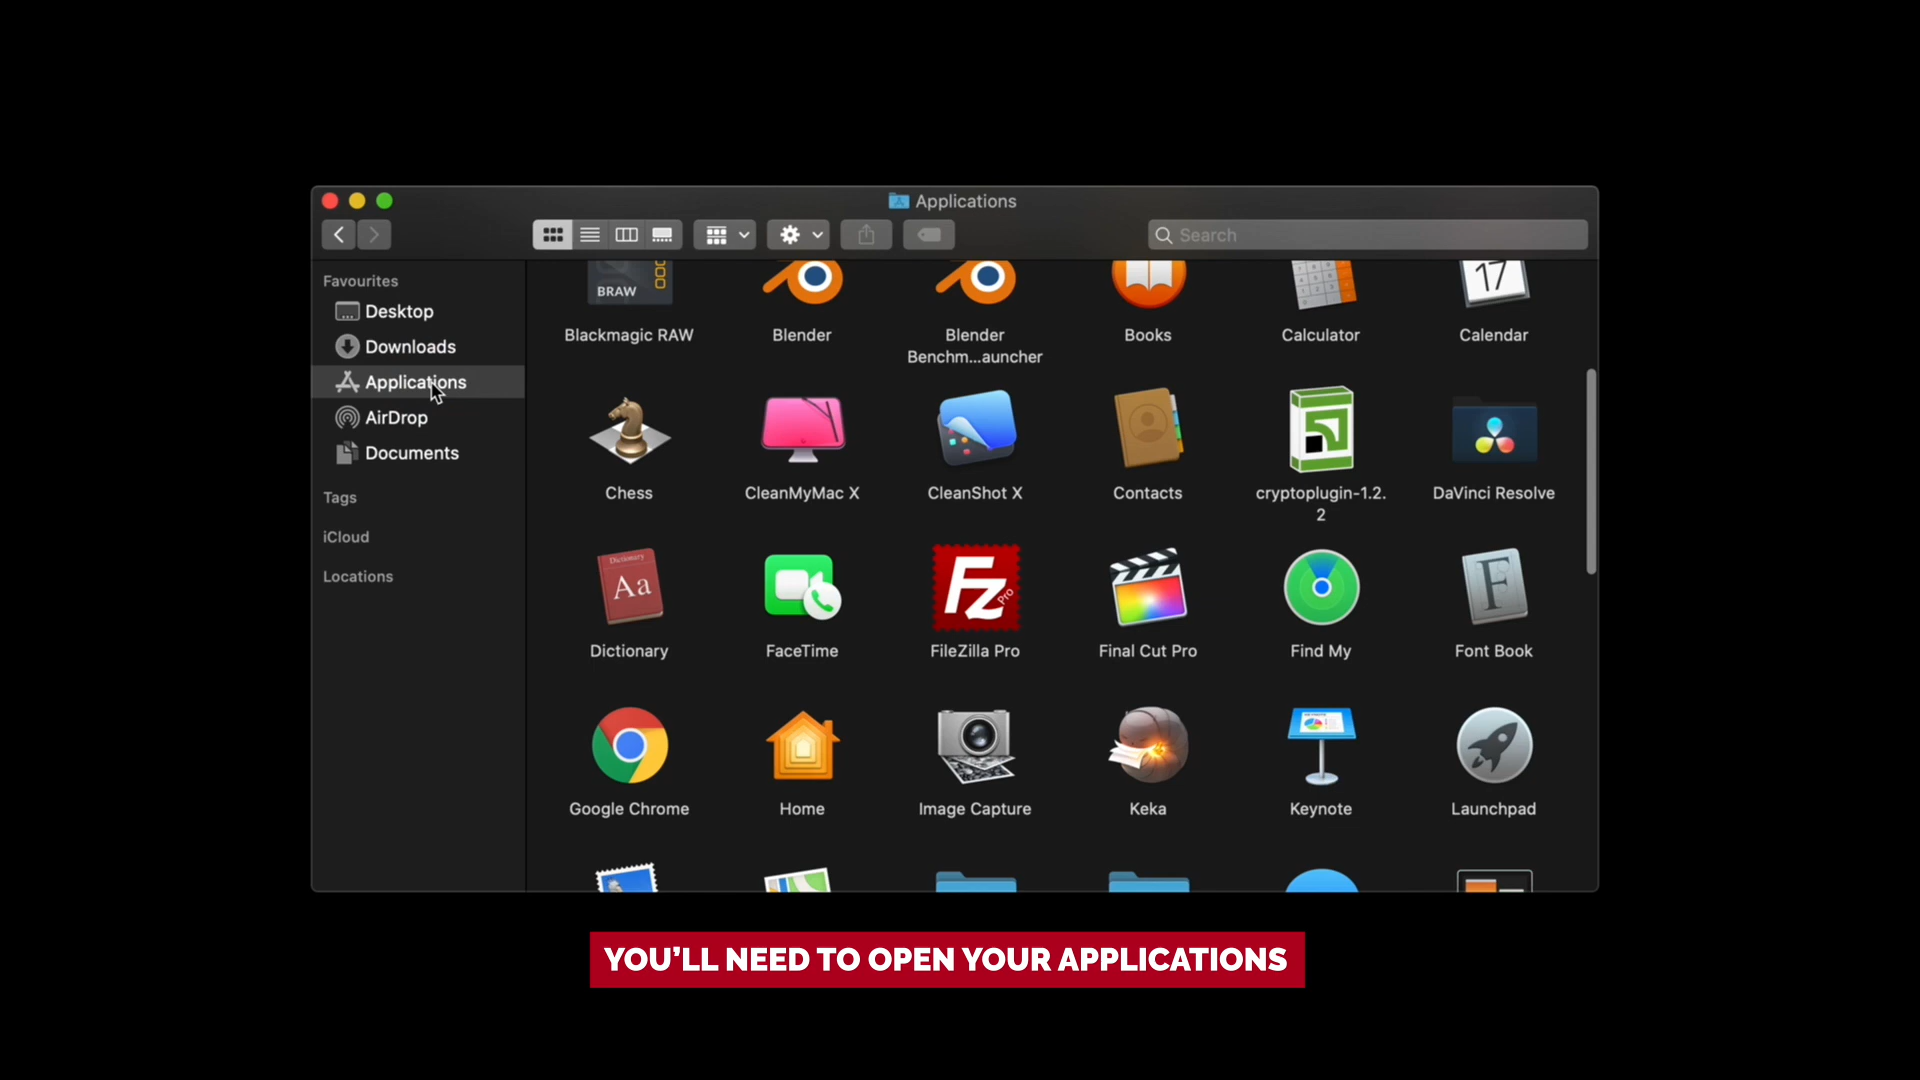 Applications
Search
Favourites
Desktop
Downloads
Applications
AirDrop
Documents
Tags
iCloud
Locations
BRAW
17
Blackmagic RAW
Blender
Blender
Benchm...auncher
Books
Calculator
Calendar
Chess
CleanMyMac X
CleanShot X
Contacts
cryptoplugin-1.2.
2
DaVinci Resolve
Dictionary
Aa
Fz
Pro
F
Dictionary
FaceTime
FileZilla Pro
Final Cut Pro
Find My
Font Book
Google Chrome
Home
Image Capture
Keka
Keynote
Launchpad
YOU'LL NEED TO OPEN YOUR APPLICATIONS